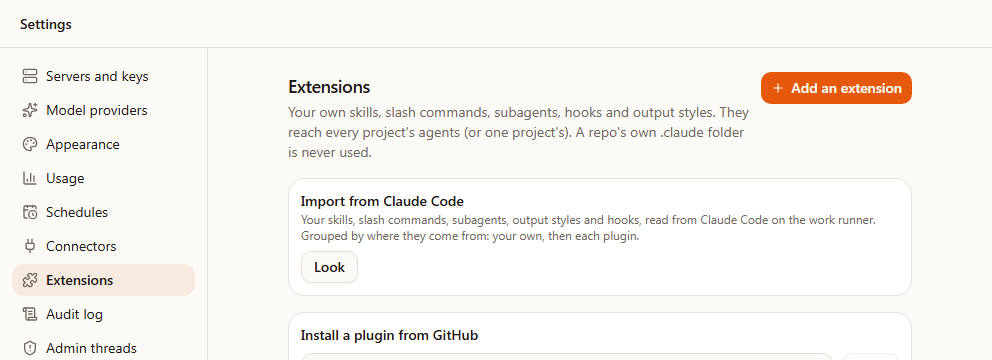 Settings
Servers and keys
Model providers
Appearance
Usage
Schedules
Connectors
Extensions
Audit log
Admin threads
Extensions
Your own skills, slash commands, subagents, hooks and output styles. They
reach every project's agents (or one project's). A repo's own .claude folder
is never used.
+ Add an extension
Import from Claude Code
Your skills, slash commands, subagents, output styles and hooks, read from Claude Code on the work runner.
Grouped by where they come from: your own, then each plugin.
Look
Install a plugin from GitHub